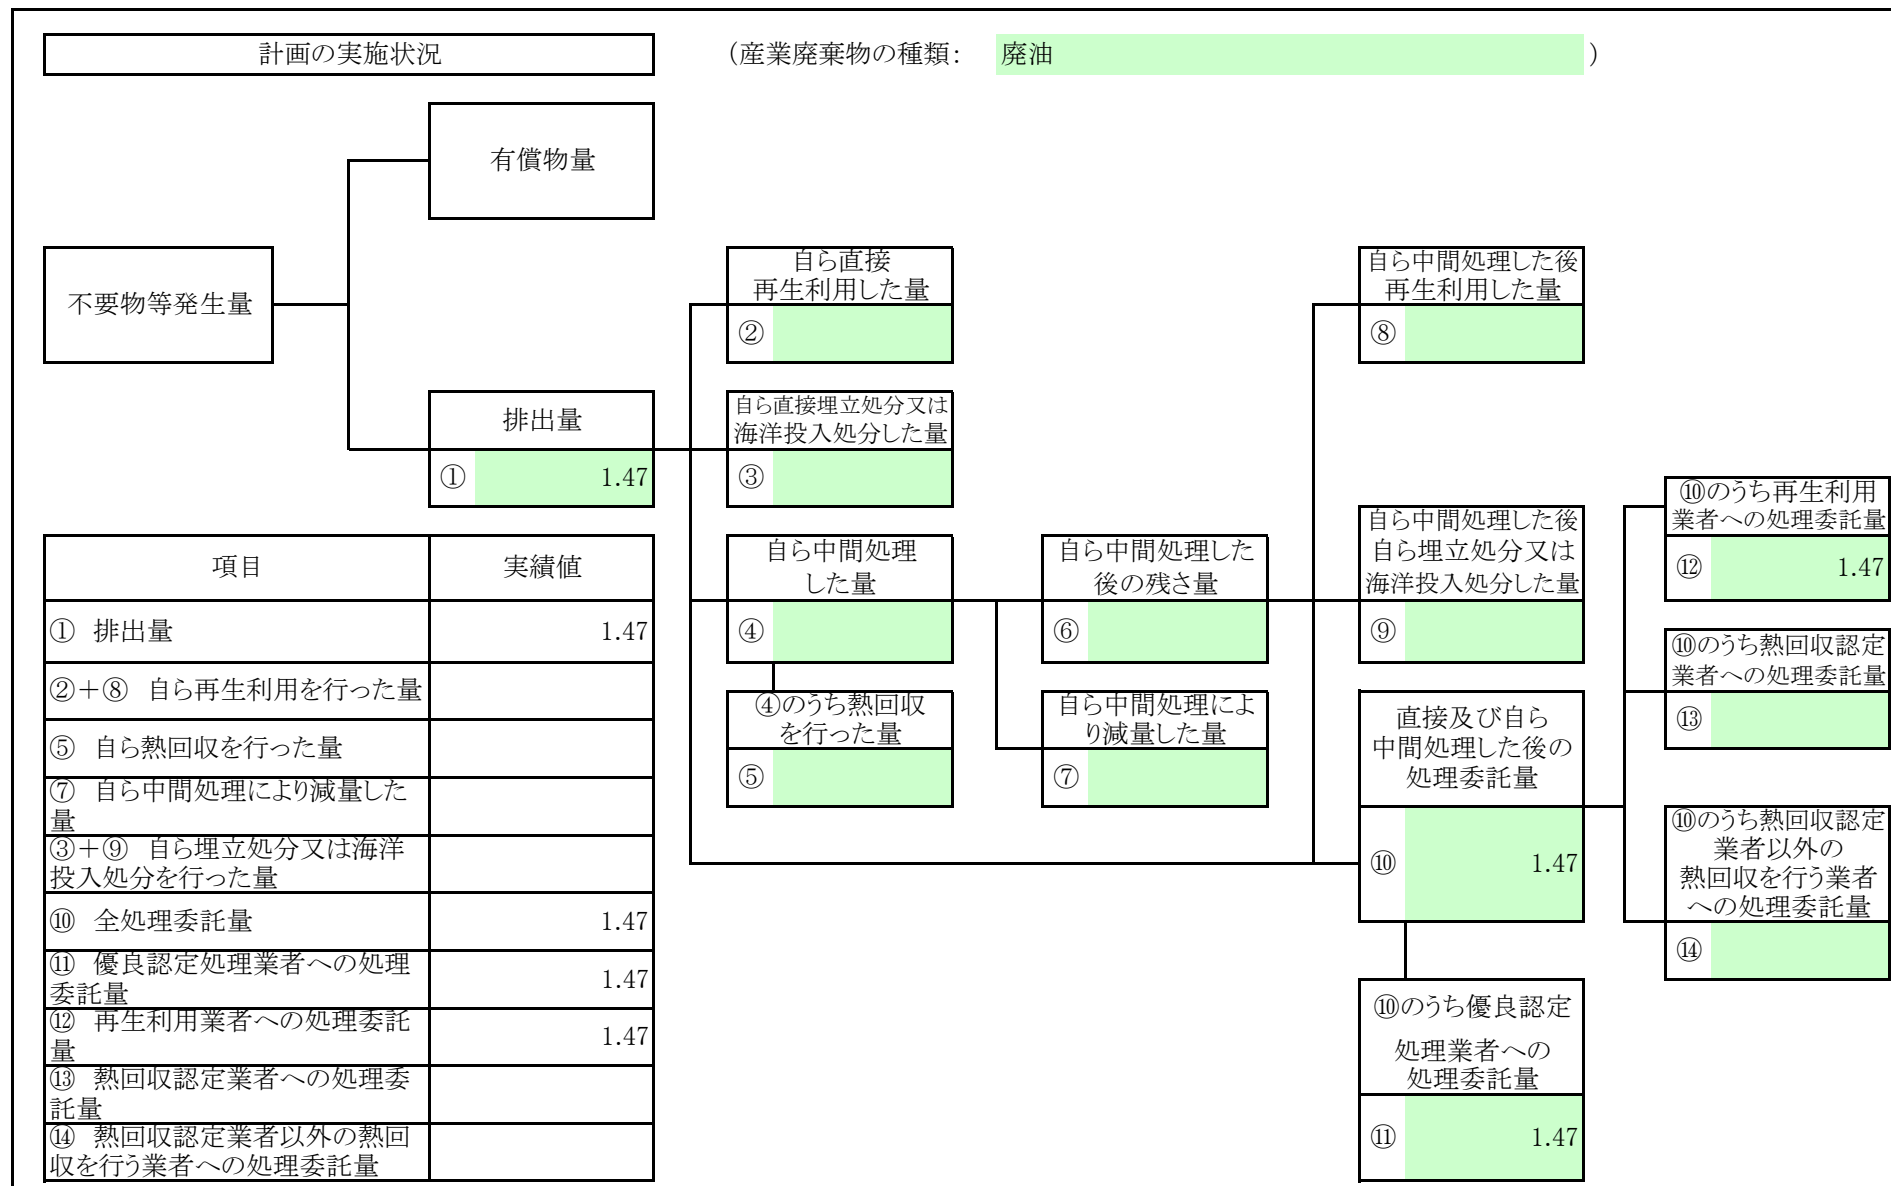 計画の実施状況
（産業廃棄物の種類： 廃油 ）
有償物量
不要物等発生量
排出量
① 1.47
自ら直接
再生利用した量
②
自ら直接埋立処分又は
海洋投入処分した量
③
自ら中間処理
した量
④
④のうち熱回収
を行った量
⑤
自ら中間処理した
後の残さ量
⑥
自ら中間処理によ
り減量した量
⑦
自ら中間処理した後
再生利用した量
⑧
自ら中間処理した後
自ら埋立処分又は
海洋投入処分した量
⑨
直接及び自ら
中間処理した後の
処理委託量
⑩ 1.47
⑩のうち優良認定
処理業者への
処理委託量
⑪ 1.47
⑩のうち再生利用
業者への処理委託量
⑫ 1.47
⑩のうち熱回収認定
業者への処理委託量
⑬
⑩のうち熱回収認定
業者以外の
熱回収を行う業者
への処理委託量
⑭
項目 実績値
① 排出量 1.47
②＋⑧ 自ら再生利用を行った量
⑤ 自ら熱回収を行った量
⑦ 自ら中間処理により減量した
量
③＋⑨ 自ら埋立処分又は海洋
投入処分を行った量
⑩ 全処理委託量 1.47
⑪ 優良認定処理業者への処理
委託量 1.47
⑫ 再生利用業者への処理委託
量 1.47
⑬ 熱回収認定業者への処理委
託量
⑭ 熱回収認定業者以外の熱回
収を行う業者への処理委託量